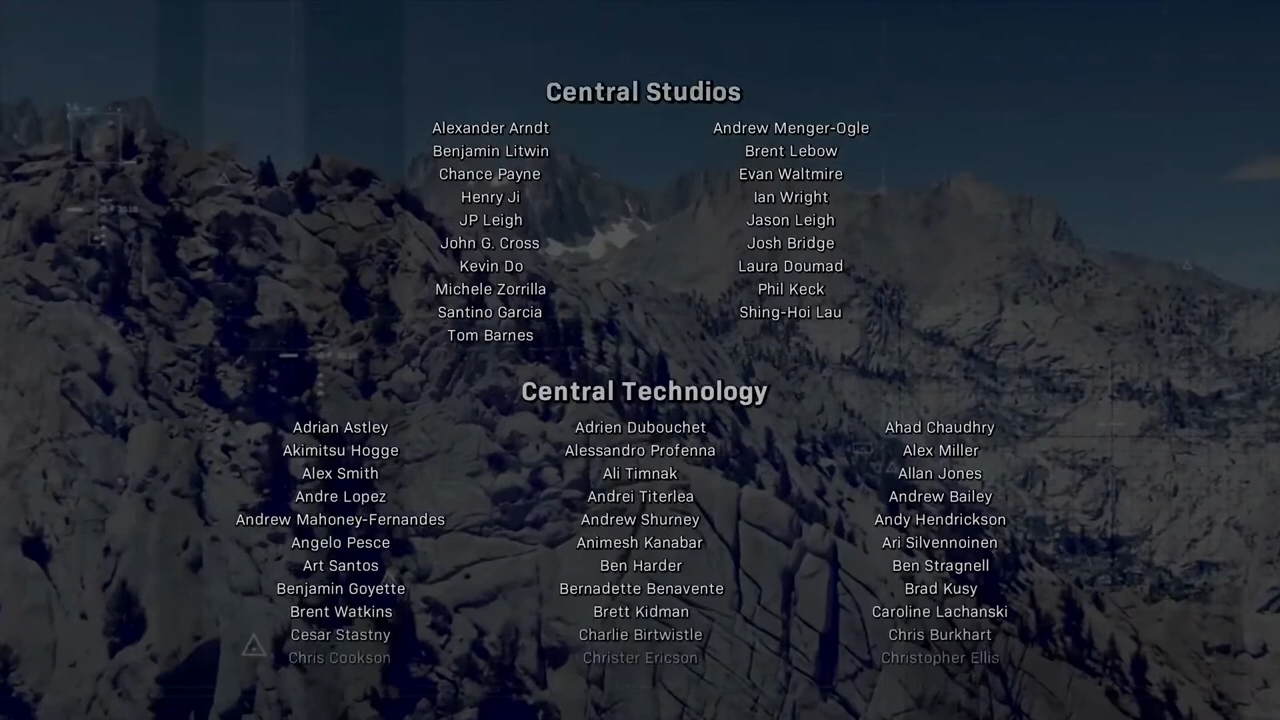 Central Studios
Alexander Arndt Andrew Menger-Ogle
Benjamin Litwin Brent Lebow
Chance Payne Evan Waltmire
Henry Ji Ian Wright
JP Leigh Jason Leigh
John G. Cross Josh Bridge
Kevin Do Laura Doumad
Michele Zorrilla Phil Keck
Santino Garcia Shing-Hoi Lau
Tom Barnes
Central Technology
Adrian Astley Adrien Dubouchet Ahad Chaudhry
Akimitsu Hogge Alessandro Profenna Alex Miller
Alex Smith Ali Timnak Allan Jones
Andre Lopez Andrei Titerlea Andrew Bailey
Andrew Mahoney-Fernandes Andrew Shurney Andy Hendrickson
Angelo Pesce Animesh Kanabar Ari Silvennoinen
Art Santos Ben Harder Ben Stragnell
Benjamin Goyette Bernadette Benavente Brad Kusy
Brent Watkins Brett Kidman Caroline Lachanski
Cesar Stastny Charlie Birtwistle Chris Burkhart
Chris Cookson Christer Ericson Christopher Ellis